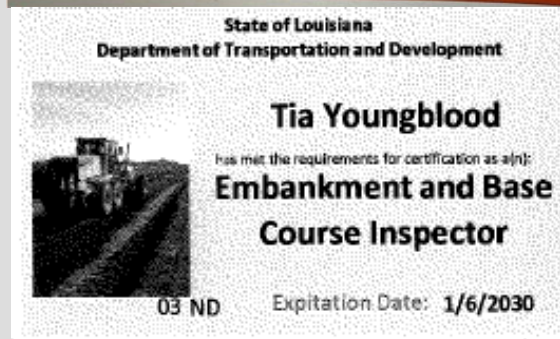 State of Louisiana
Department of Transportation and Development
Tia Youngblood
has met the requirements for certification as a(n):
Embankment and Base
Course Inspector
03 ND
Expitation Date: 1/6/2030